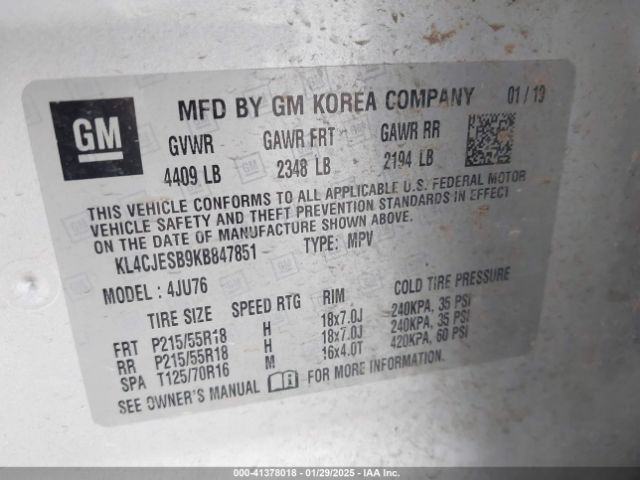 GM
MFD BY GM KOREA COMPANY 01/19
GVWR GAWR FRT GAWR RR
4409 LB 2348 LB 2194 LB
THIS VEHICLE CONFORMS TO ALL APPLICABLE U.S. FEDERAL MOTOR
VEHICLE SAFETY AND THEFT PREVENTION STANDARDS IN EFFECT
ON THE DATE OF MANUFACTURE SHOWN ABOVE.
KL4CJESB9KB847851 TYPE: MPV
MODEL: 4JU76
TIRE SIZE SPEED RTG RIM COLD TIRE PRESSURE
FRT P215/55R18 H 18x7.0J 240KPA, 35 PSI
RR P215/55R18 H 18x7.0J 240KPA, 35 PSI
SPA T125/70R16 M 16x4.0T 420KPA, 60 PSI
SEE OWNER'S MANUAL FOR MORE INFORMATION.
000-41378018 - 01/29/2025 - IAA Inc.